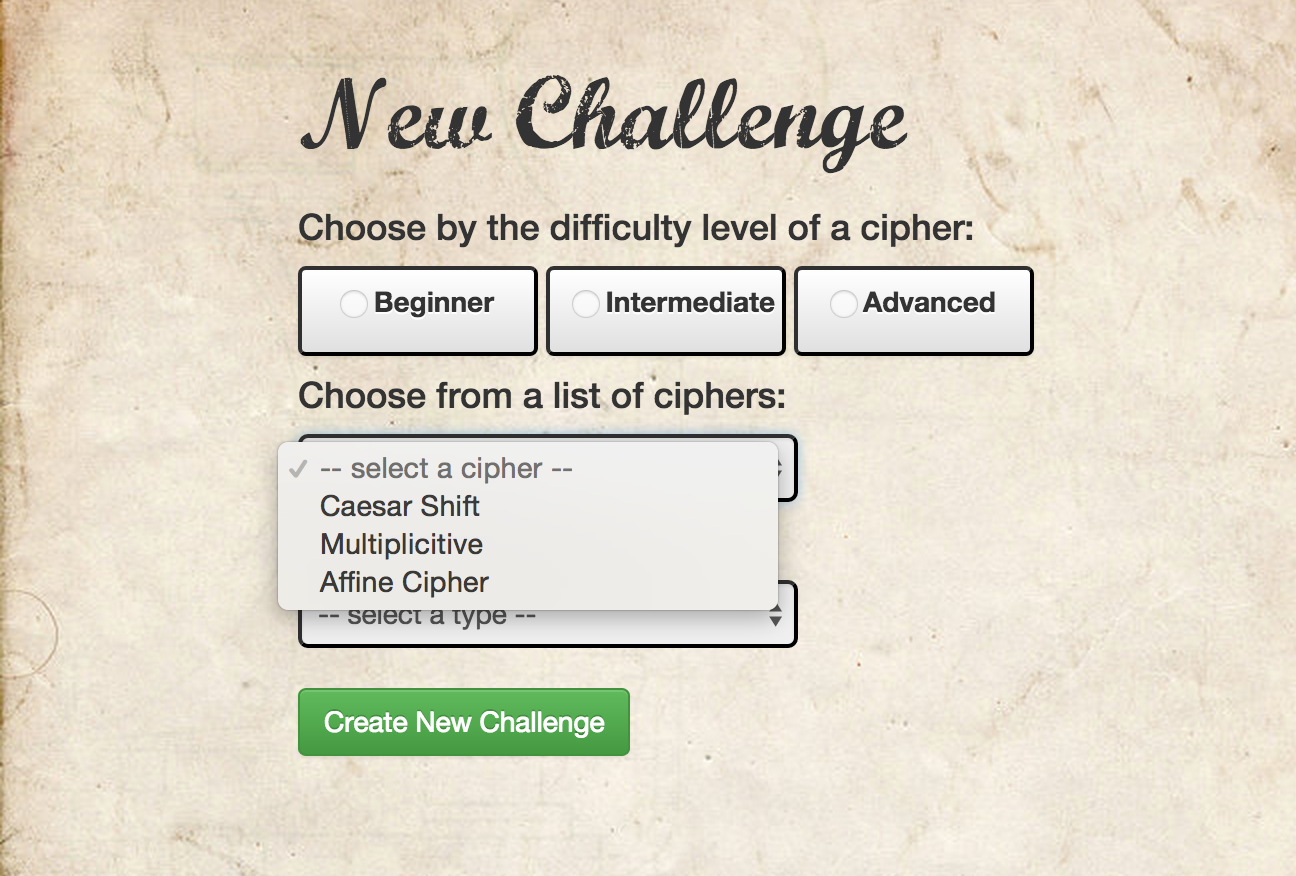 New Challenge
Choose by the difficulty level of a cipher:
Beginner Intermediate Advanced
Choose from a list of ciphers:
-- select a cipher --
Caesar Shift
Multiplicitive
Affine Cipher
-- select a type --
Create New Challenge